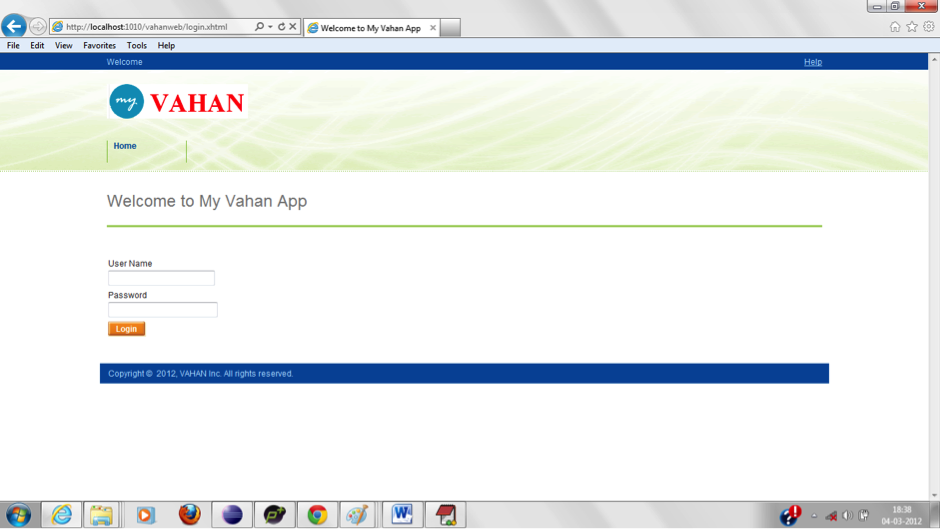 http://localhost:1010/vahanweb/login.xhtml
Welcome to My Vahan App
File Edit View Favorites Tools Help
Welcome Help
my VAHAN
Home
Welcome to My Vahan App
User Name
Password
Login
Copyright © 2012, VAHAN Inc. All rights reserved.
18:38
04-03-2012